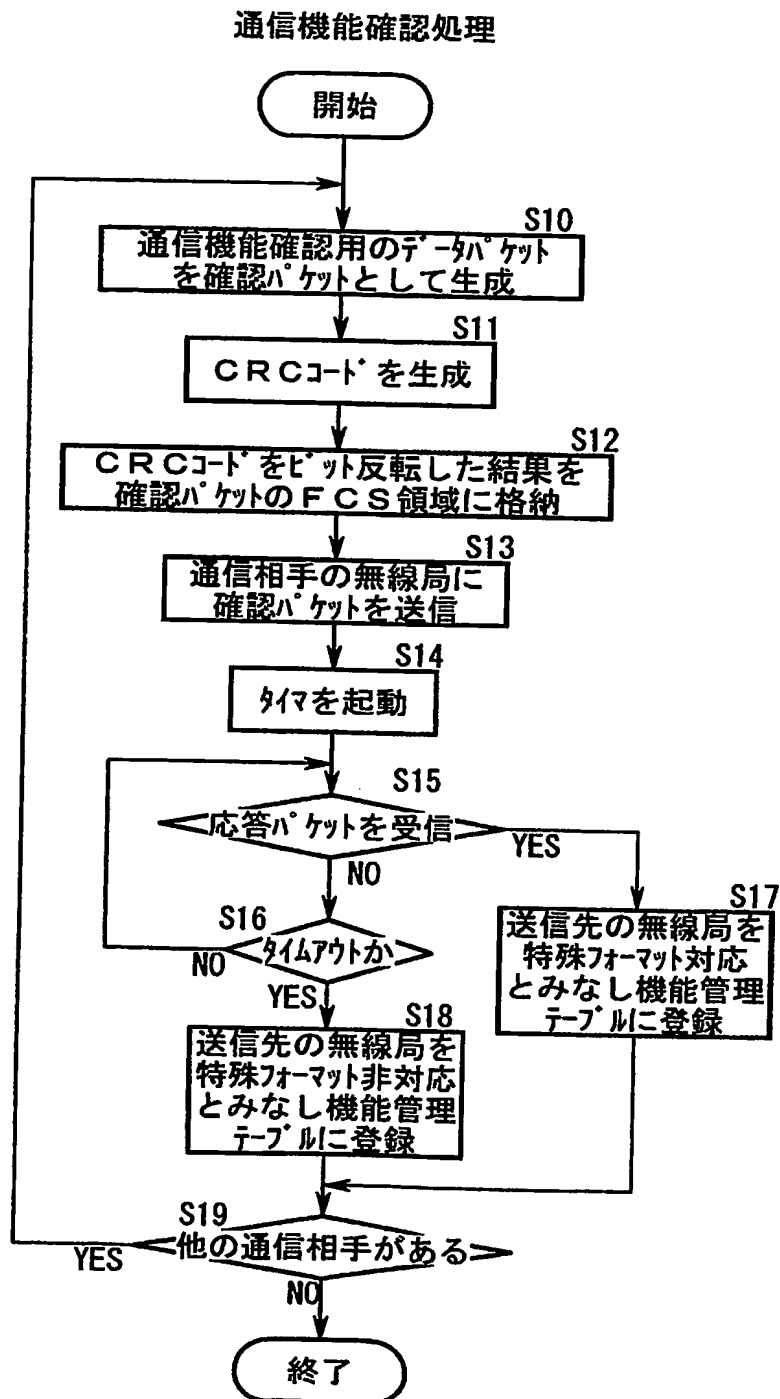 通信機能確認処理
開始
S10
通信機能確認用のﾃﾞｰﾀﾊﾟｹｯﾄ
を確認ﾊﾟｹｯﾄとして生成
S11
ＣＲＣｺｰﾄﾞを生成
S12
ＣＲＣｺｰﾄﾞをﾋﾞｯﾄ反転した結果を
確認ﾊﾟｹｯﾄのＦＣＳ領域に格納
S13
通信相手の無線局に
確認ﾊﾟｹｯﾄを送信
S14
ﾀｲﾏを起動
S15
応答ﾊﾟｹｯﾄを受信
YES
NO
S16
ﾀｲﾑｱｳﾄか
NO
YES
S17
送信先の無線局を
特殊ﾌｫｰﾏｯﾄ対応
とみなし機能管理
ﾃｰﾌﾞﾙに登録
S18
送信先の無線局を
特殊ﾌｫｰﾏｯﾄ非対応
とみなし機能管理
ﾃｰﾌﾞﾙに登録
S19
他の通信相手がある
YES
NO
終了